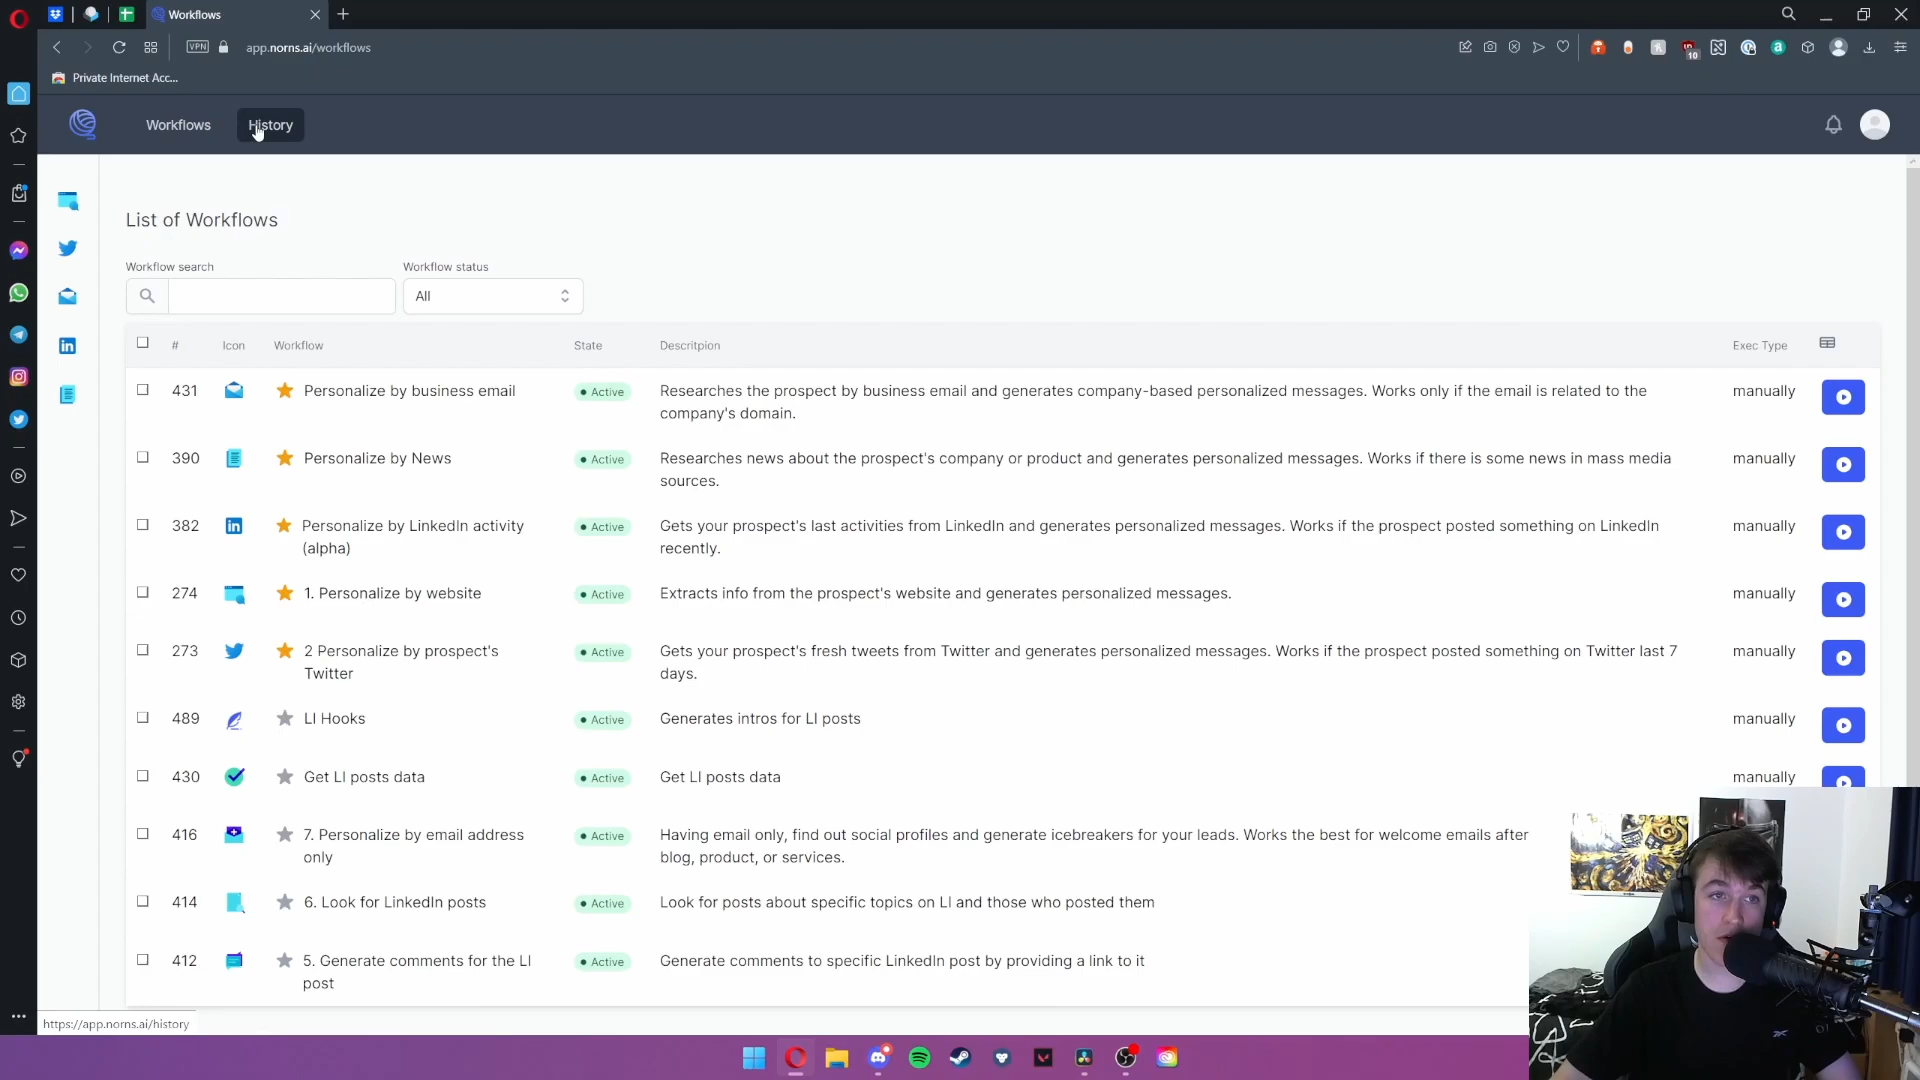 Workflows
VPN
app.norns.ai/workflows
10
Private Internet Acc...
Workflows
History
List of Workflows
Workflow search
Workflow status
All
# Icon Workflow State Descritpion Exec Type
431 Personalize by business email Active Researches the prospect by business email and generates company-based personalized messages. Works only if the email is related to the manually
company's domain.
390 Personalize by News Active Researches news about the prospect's company or product and generates personalized messages. Works if there is some news in mass media manually
sources.
382 Personalize by LinkedIn activity Active Gets your prospect's last activities from LinkedIn and generates personalized messages. Works if the prospect posted something on LinkedIn manually
(alpha) recently.
274 1. Personalize by website Active Extracts info from the prospect's website and generates personalized messages. manually
273 2 Personalize by prospect's Active Gets your prospect's fresh tweets from Twitter and generates personalized messages. Works if the prospect posted something on Twitter last 7 manually
Twitter days.
489 LI Hooks Active Generates intros for LI posts manually
430 Get LI posts data Active Get LI posts data manually
416 7. Personalize by email address Active Having email only, find out social profiles and generate icebreakers for your leads. Works the best for welcome emails after
only blog, product, or services.
414 6. Look for LinkedIn posts Active Look for posts about specific topics on LI and those who posted them
412 5. Generate comments for the LI Active Generate comments to specific LinkedIn post by providing a link to it
post
https://app.norns.ai/history